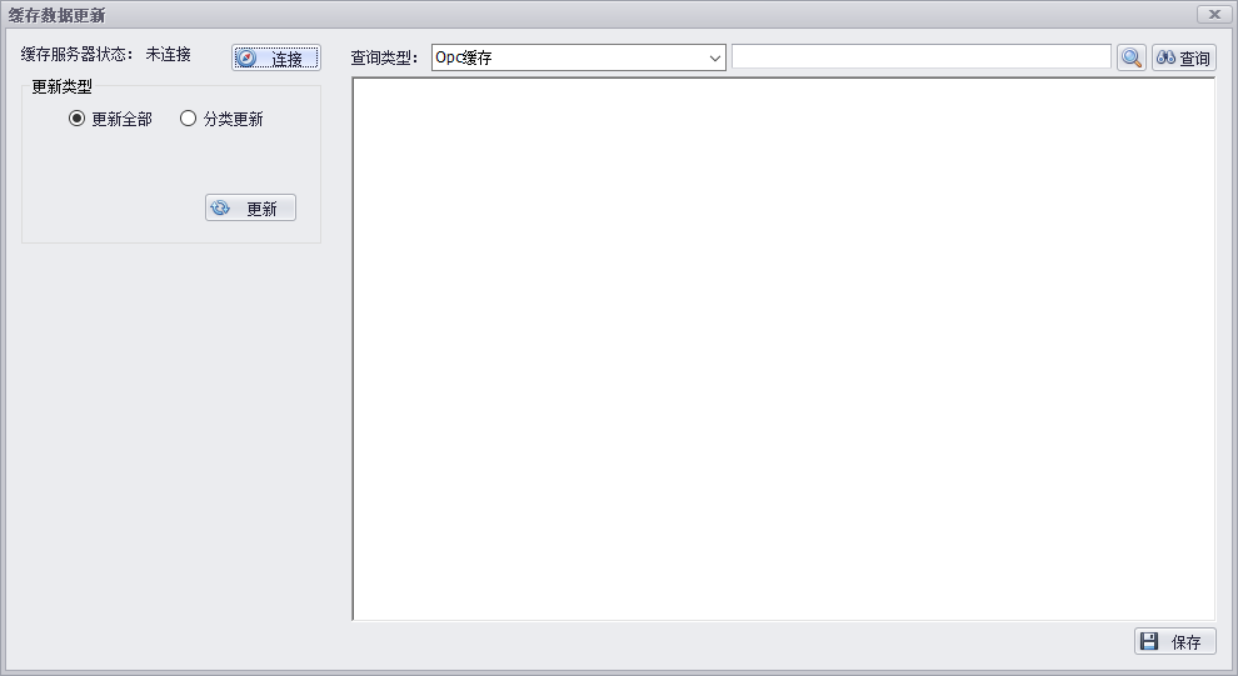 缓存数据更新
缓存服务器状态: 未连接
连接
更新类型
更新全部
分类更新
更新
查询类型:
Opc缓存
查询
保存